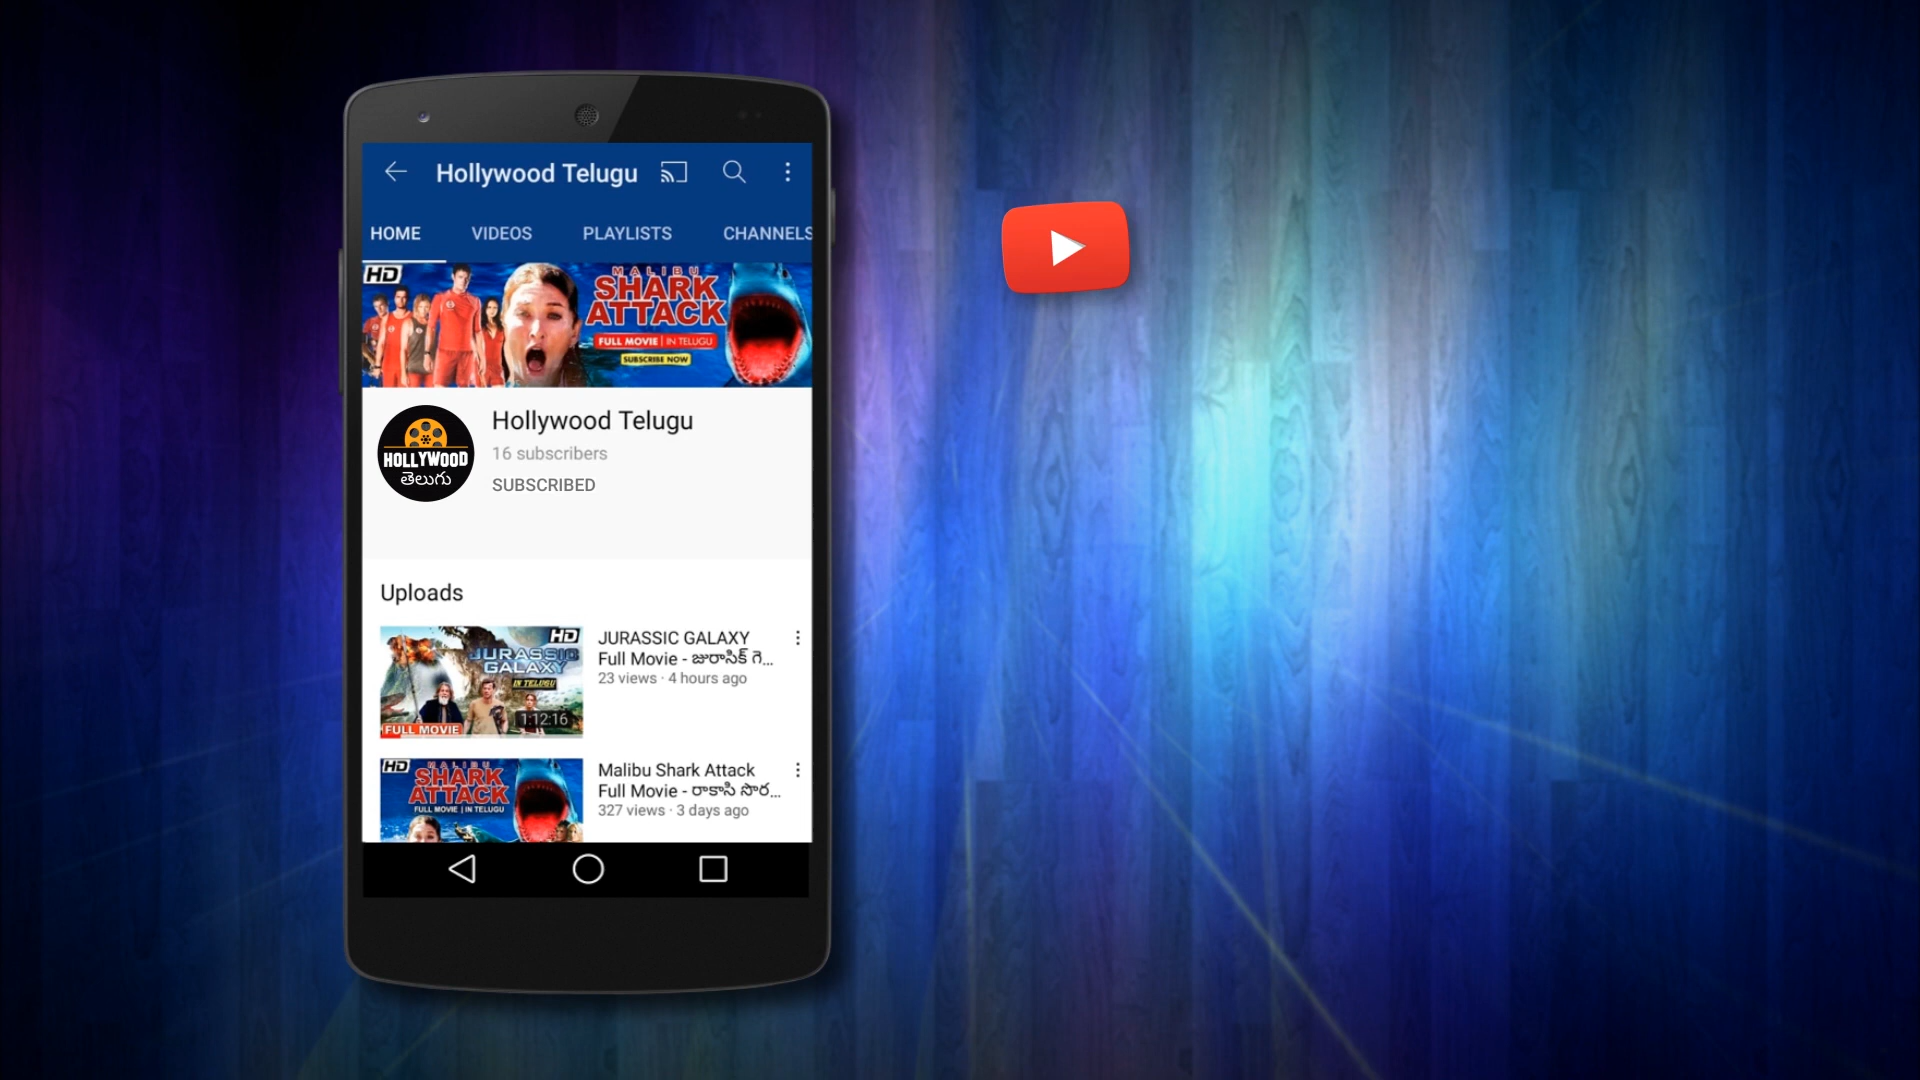 Hollywood Telugu
HOME VIDEOS PLAYLISTS CHANNELS
HD
MALIBU
SHARK
ATTACK
FULL MOVIE | IN TELUGU
SUBSCRIBE NOW
HOLLYWOOD
తెలుగు
Hollywood Telugu
16 subscribers
SUBSCRIBED
Uploads
HD
JURASSIC
GALAXY
IN TELUGU
1:12:16
FULL MOVIE
JURASSIC GALAXY
Full Movie - జురాసిక్ గె...
23 views · 4 hours ago
HD
MALIBU
SHARK
ATTACK
FULL MOVIE | IN TELUGU
Malibu Shark Attack
Full Movie - రాకాసి సొర...
327 views · 3 days ago